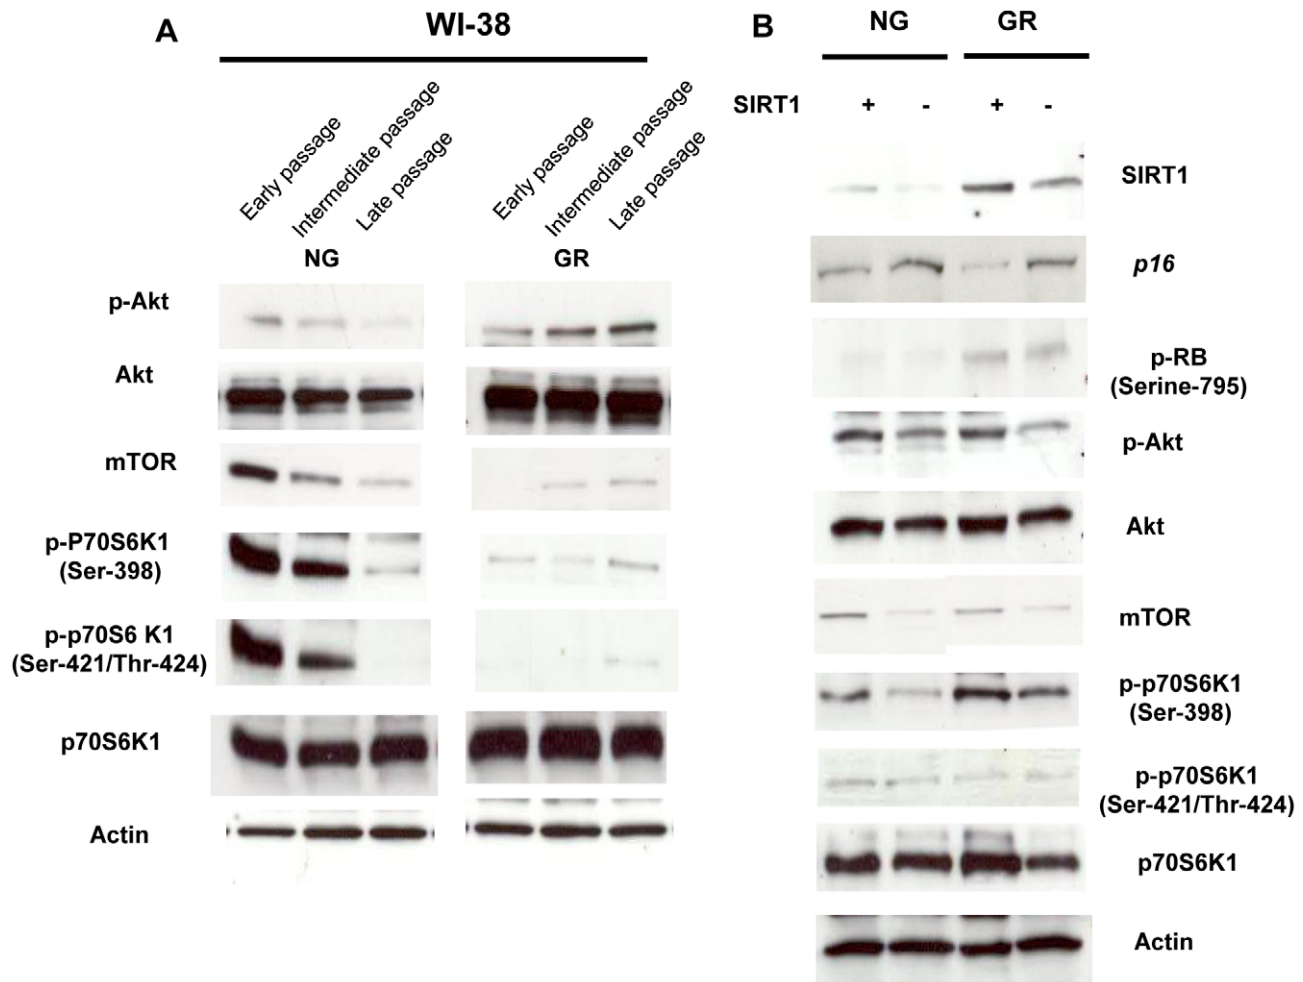 A
WI-38
Early passage
Intermediate passage
Late passage
Early passage
Intermediate passage
Late passage
NG
GR
p-Akt
Akt
mTOR
p-P70S6K1
(Ser-398)
p-p70S6 K1
(Ser-421/Thr-424)
p70S6K1
Actin
B
NG
GR
SIRT1 + - + -
SIRT1
p16
p-RB
(Serine-795)
p-Akt
Akt
mTOR
p-p70S6K1
(Ser-398)
p-p70S6K1
(Ser-421/Thr-424)
p70S6K1
Actin